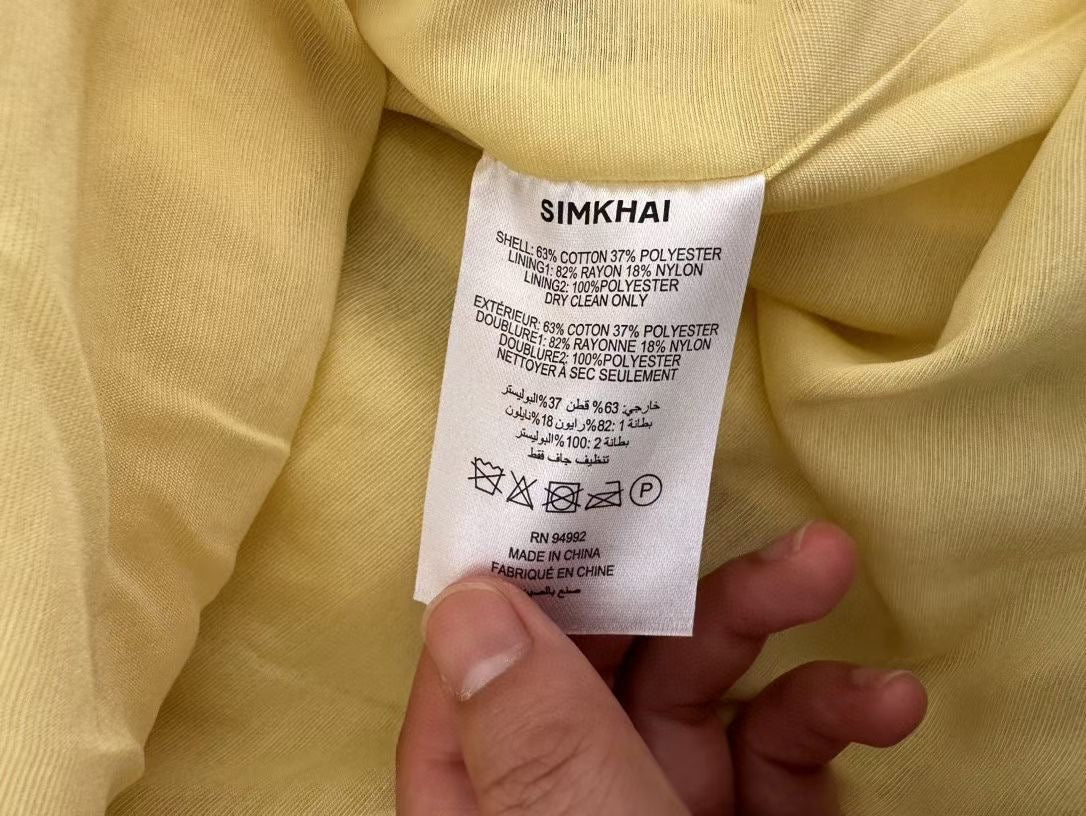 SIMKHAI
SHELL: 63% COTTON 37% POLYESTER
LINING1: 82% RAYON 18% NYLON
LINING2: 100%POLYESTER
DRY CLEAN ONLY
EXTÉRIEUR: 63% COTON 37% POLYESTER
DOUBLURE1: 82% RAYONNE 18% NYLON
DOUBLURE2: 100%POLYESTER
NETTOYER À SEC SEULEMENT
خارجي: 63% قطن 37%البوليستر
بطانة 1 :82%رايون 18%نايلون
بطانة 2 :100%البوليستر
تنظيف جاف فقط
P
RN 94992
MADE IN CHINA
FABRIQUÉ EN CHINE
صنع بالصين